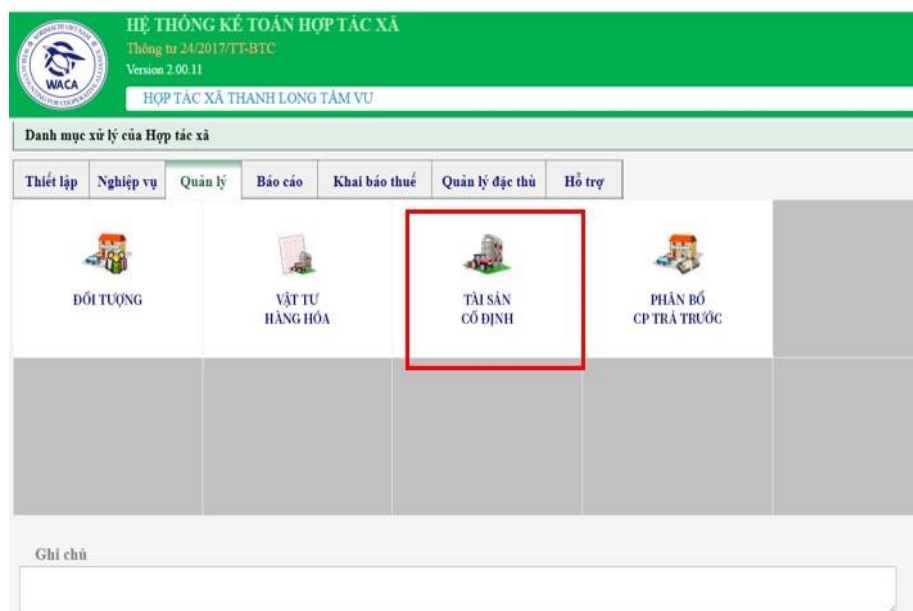 HỆ THỐNG KẾ TOÁN HỢP TÁC XÃ
Thông tư 24/2017/TT-BTC
Version 2.00.11
WACA
HỢP TÁC XÃ THANH LONG TẦM VU
Danh mục xử lý của Hợp tác xã
Thiết lập
Nghiệp vụ
Quản lý
Báo cáo
Khai báo thuế
Quản lý đặc thù
Hỗ trợ
ĐỐI TƯỢNG
VẬT TƯ
HÀNG HÓA
TÀI SẢN
CỐ ĐỊNH
PHÂN BỔ
CP TRẢ TRƯỚC
Ghi chú